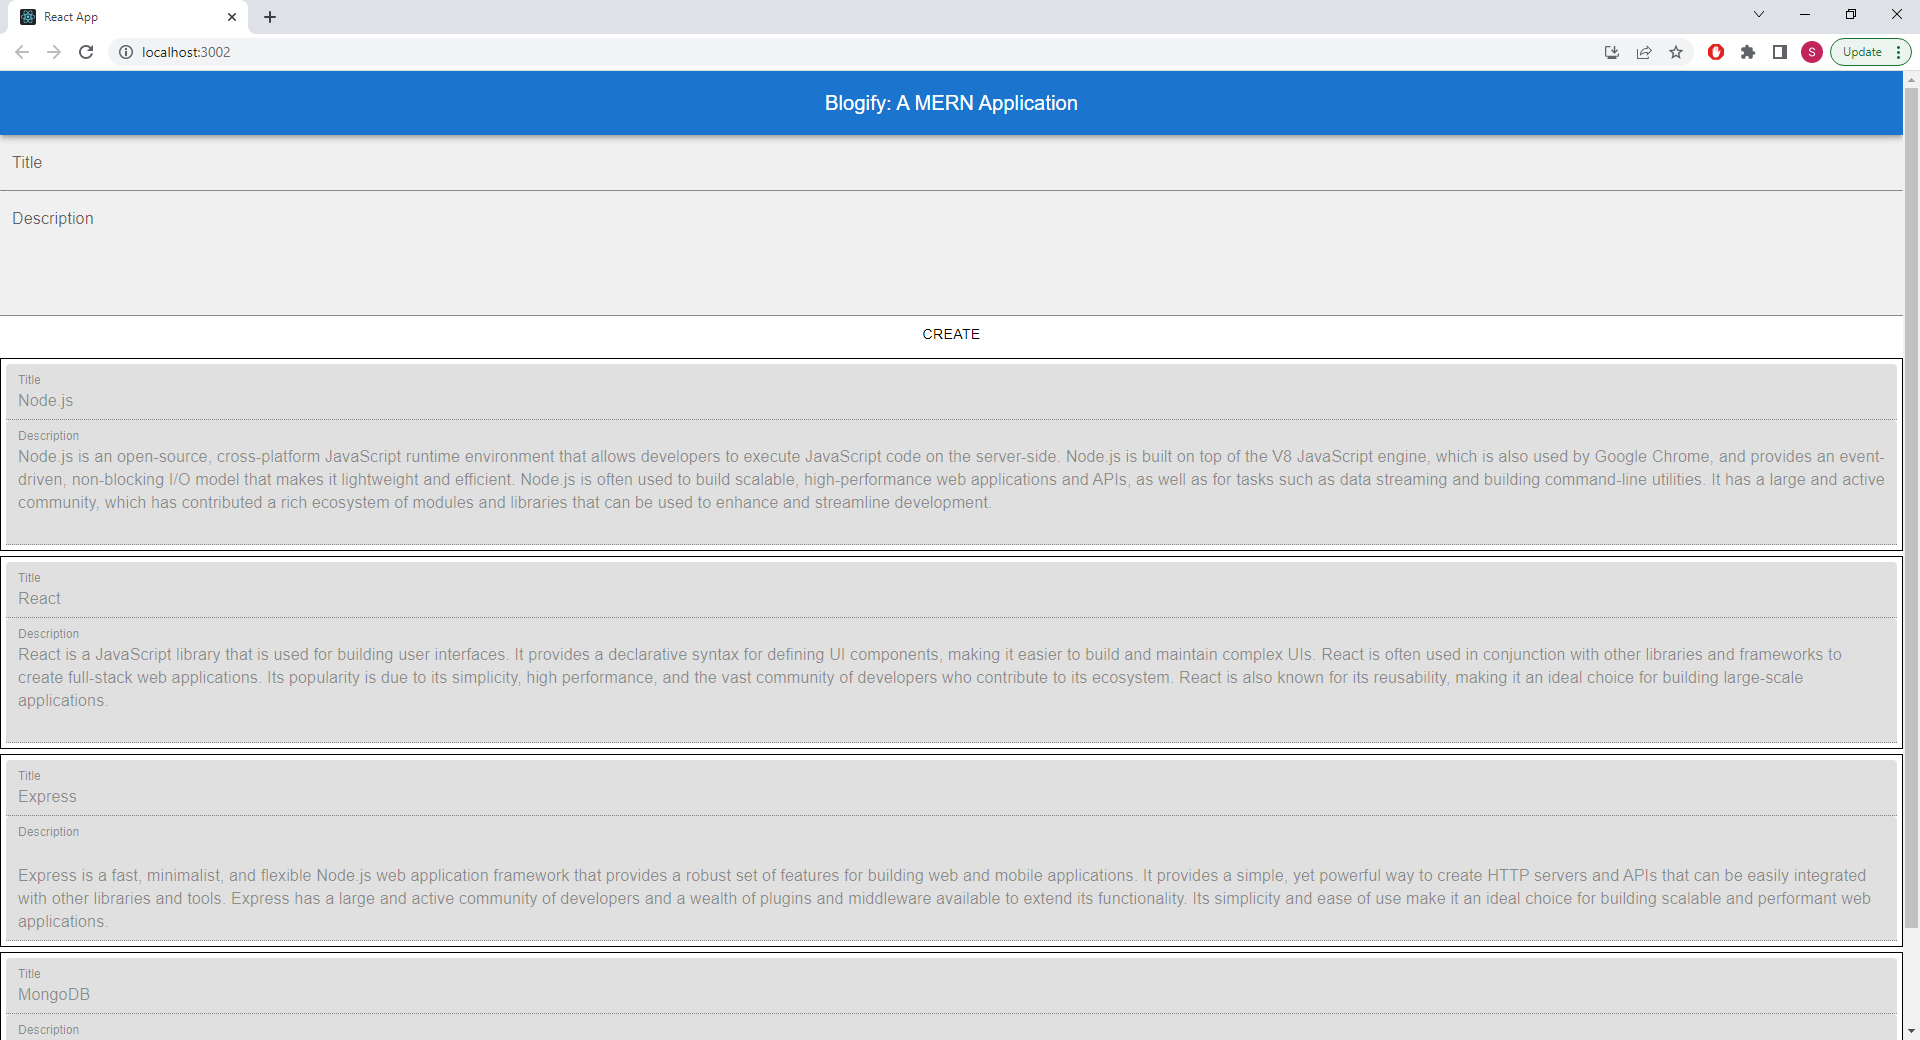 React App
localhost:3002
S
Update
Blogify: A MERN Application
Title
Description
CREATE
Title
Node.js
Description
Node.js is an open-source, cross-platform JavaScript runtime environment that allows developers to execute JavaScript code on the server-side. Node.js is built on top of the V8 JavaScript engine, which is also used by Google Chrome, and provides an event-
driven, non-blocking I/O model that makes it lightweight and efficient. Node.js is often used to build scalable, high-performance web applications and APIs, as well as for tasks such as data streaming and building command-line utilities. It has a large and active
community, which has contributed a rich ecosystem of modules and libraries that can be used to enhance and streamline development.
Title
React
Description
React is a JavaScript library that is used for building user interfaces. It provides a declarative syntax for defining UI components, making it easier to build and maintain complex UIs. React is often used in conjunction with other libraries and frameworks to
create full-stack web applications. Its popularity is due to its simplicity, high performance, and the vast community of developers who contribute to its ecosystem. React is also known for its reusability, making it an ideal choice for building large-scale
applications.
Title
Express
Description
Express is a fast, minimalist, and flexible Node.js web application framework that provides a robust set of features for building web and mobile applications. It provides a simple, yet powerful way to create HTTP servers and APIs that can be easily integrated
with other libraries and tools. Express has a large and active community of developers and a wealth of plugins and middleware available to extend its functionality. Its simplicity and ease of use make it an ideal choice for building scalable and performant web
applications.
Title
MongoDB
Description